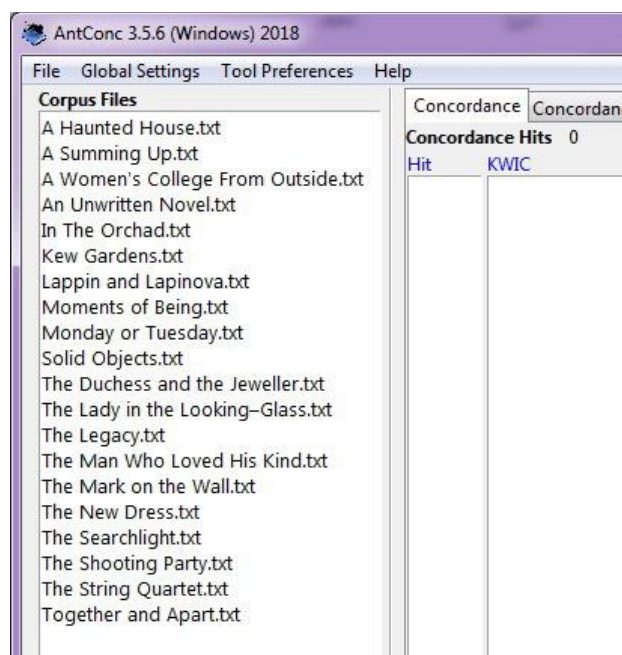 AntConc 3.5.6 (Windows) 2018
File Global Settings Tool Preferences Help
Corpus Files
A Haunted House.txt
A Summing Up.txt
A Women's College From Outside.txt
An Unwritten Novel.txt
In The Orchad.txt
Kew Gardens.txt
Lappin and Lapinova.txt
Moments of Being.txt
Monday or Tuesday.txt
Solid Objects.txt
The Duchess and the Jeweller.txt
The Lady in the Looking–Glass.txt
The Legacy.txt
The Man Who Loved His Kind.txt
The Mark on the Wall.txt
The New Dress.txt
The Searchlight.txt
The Shooting Party.txt
The String Quartet.txt
Together and Apart.txt
Concordance Concordan
Concordance Hits 0
Hit KWIC